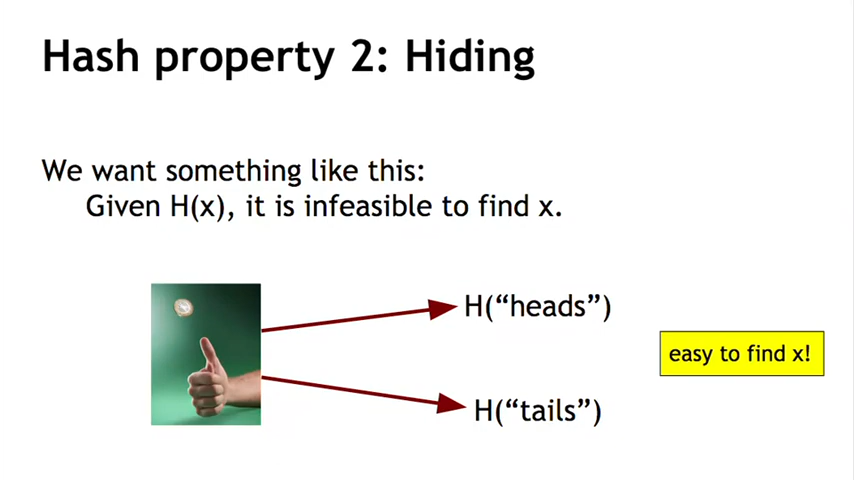 Hash property 2: Hiding
We want something like this:
Given H(x), it is infeasible to find x.
H(“heads”)
easy to find x!
H(“tails”)